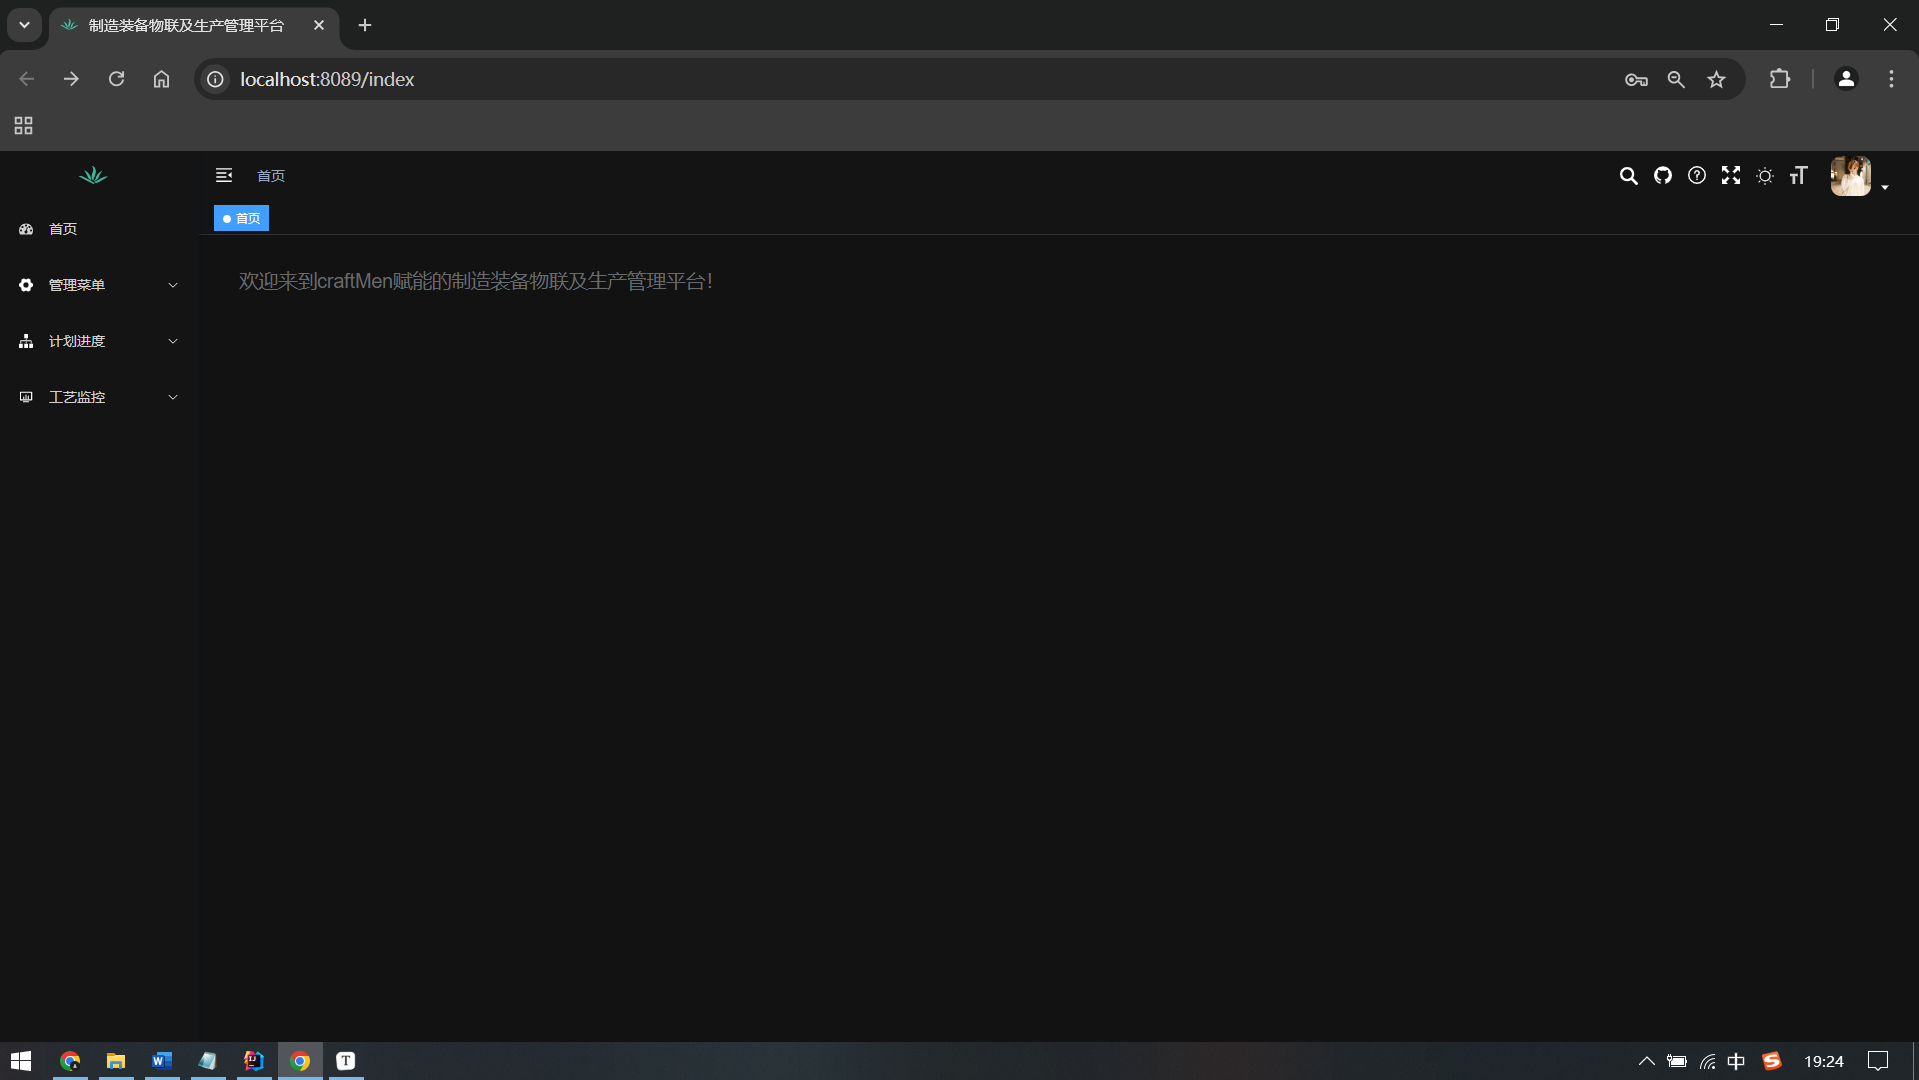 制造装备物联及生产管理平台
localhost:8089/index
首页
首页
首页
管理菜单
计划进度
工艺监控
欢迎来到craftMen赋能的制造装备物联及生产管理平台!
中
19:24